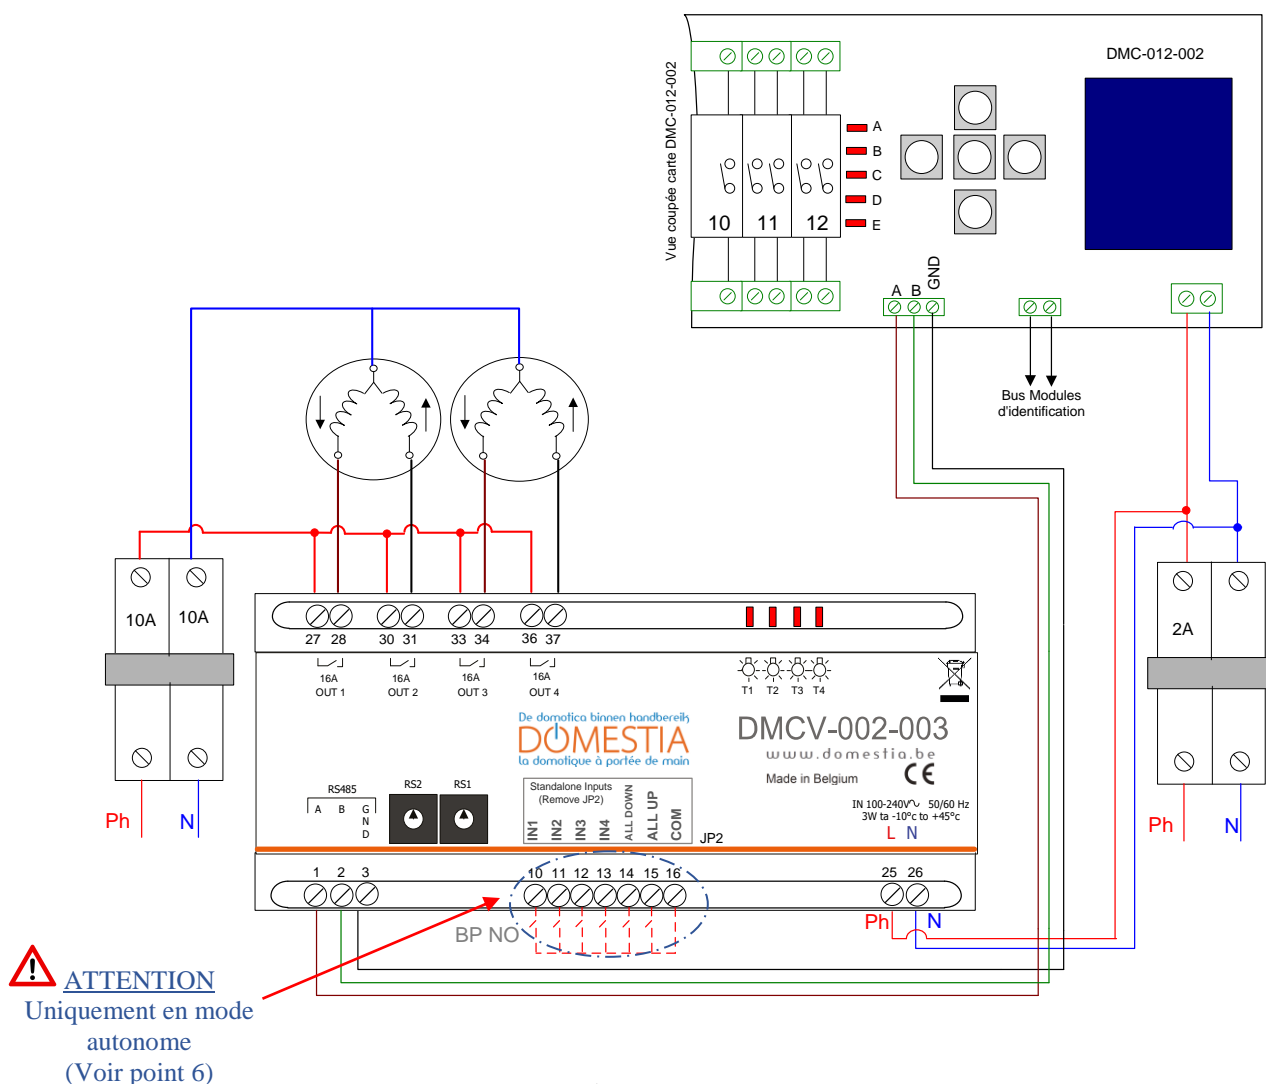 DMC-012-002
Vue coupée carte DMC-012-002
A
B
C
D
E
10 11 12
A B GND
Bus Modules
d'identification
10A 10A
2A
27 28 30 31 33 34 36 37
16A 16A 16A 16A
OUT 1 OUT 2 OUT 3 OUT 4
T1 T2 T3 T4
De domotica binnen handbereik
DOMESTIA
la domotique à portée de main
DMCV-002-003
www.domestia.be
Made in Belgium CE
RS485
A B GND
RS2 RS1
Standalone Inputs
(Remove JP2)
IN1 IN2 IN3 IN4 ALL DOWN ALL UP COM
JP2
IN 100-240V 50/60 Hz
3W ta -10°c to +45°c
L N
Ph N
Ph N
1 2 3 10 11 12 13 14 15 16 25 26
BP NO
Ph N
ATTENTION
Uniquement en mode
autonome
(Voir point 6)